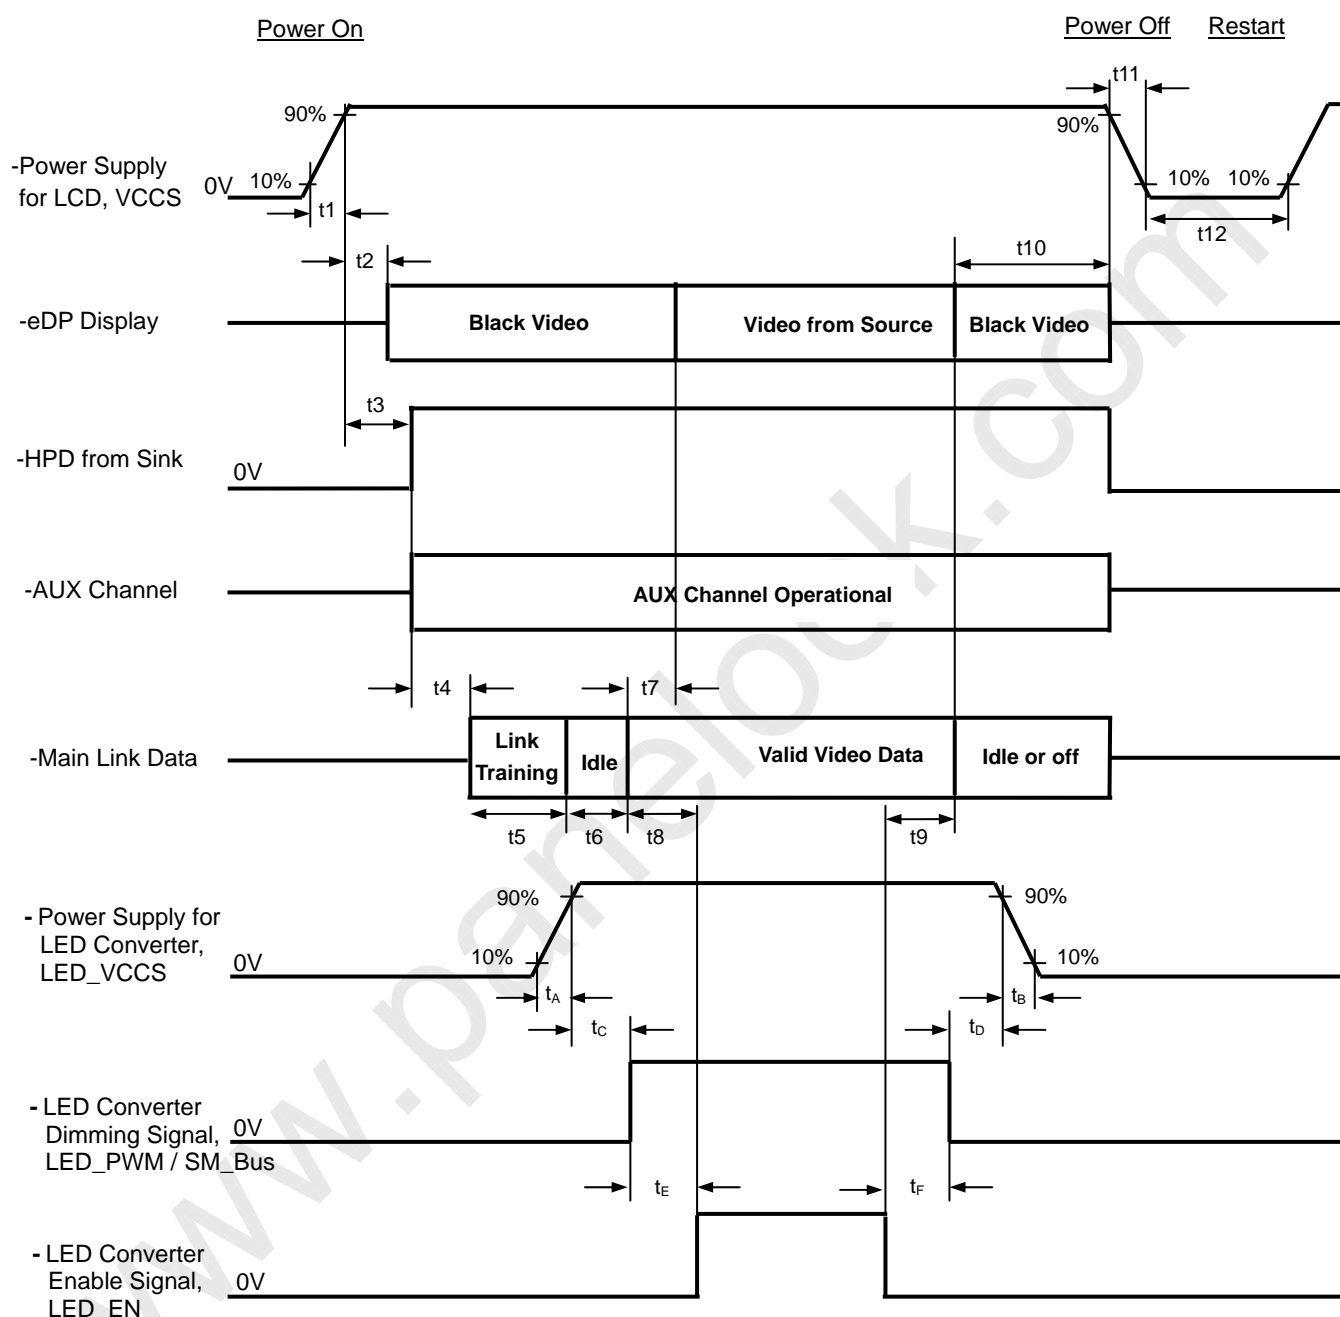 Power On
Power Off
Restart
t11
90%
90%
-Power Supply
for LCD, VCCS
0V
10%
10%
10%
t1
t12
t2
t10
-eDP Display
Black Video
Video from Source
Black Video
t3
-HPD from Sink
0V
-AUX Channel
AUX Channel Operational
t4
t7
-Main Link Data
Link
Training
Idle
Valid Video Data
Idle or off
t5
t6
t8
t9
90%
90%
- Power Supply for
LED Converter,
LED_VCCS
0V
10%
10%
tA
tB
tC
tD
- LED Converter
Dimming Signal,
LED_PWM / SM_Bus
0V
tE
tF
- LED Converter
Enable Signal,
LED_EN
0V
www.panelook.com